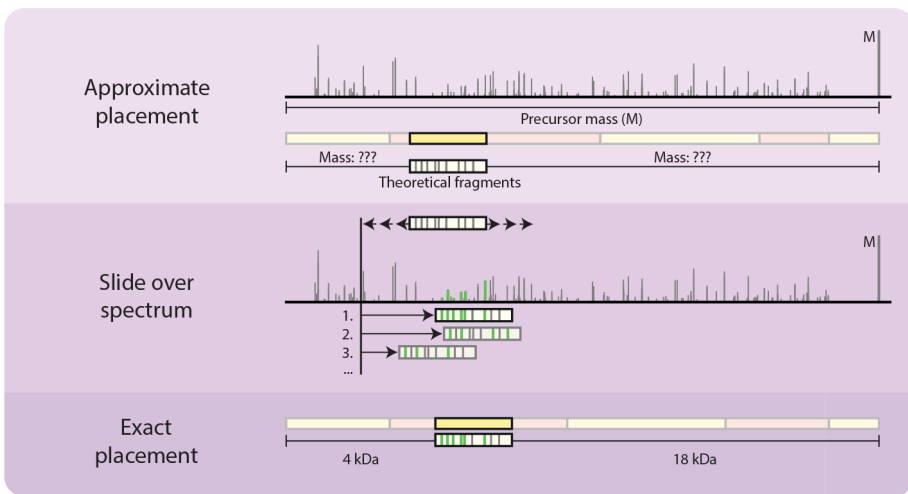 Approximate
placement
M
Precursor mass (M)
Mass: ???
Mass: ???
Theoretical fragments
Slide over
spectrum
M
1.
2.
3.
...
Exact
placement
4 kDa
18 kDa